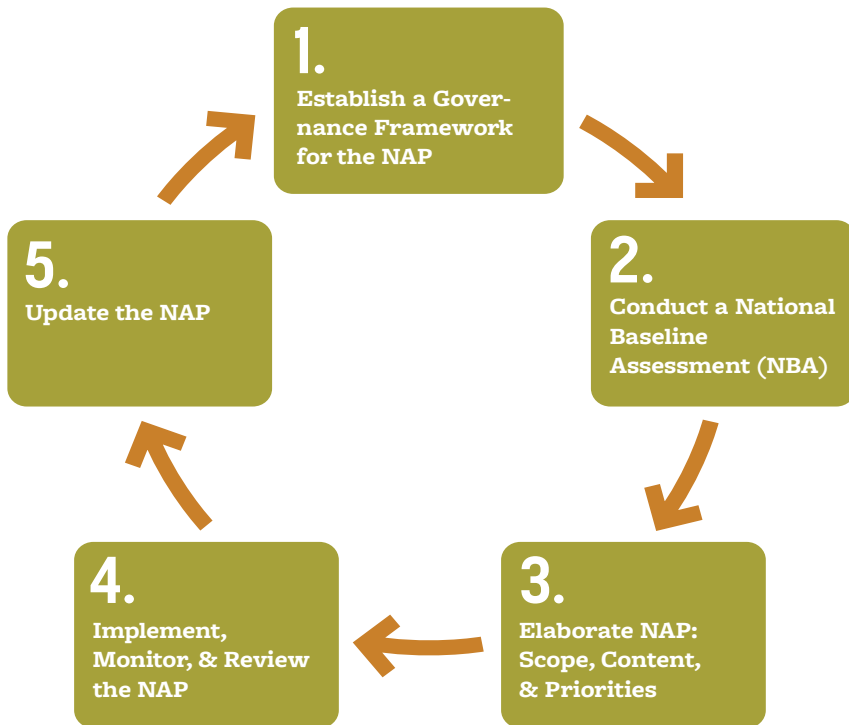 1.
Establish a Gover-
nance Framework
for the NAP
2.
Conduct a National
Baseline
Assessment (NBA)
3.
Elaborate NAP:
Scope, Content,
& Priorities
4.
Implement,
Monitor, & Review
the NAP
5.
Update the NAP